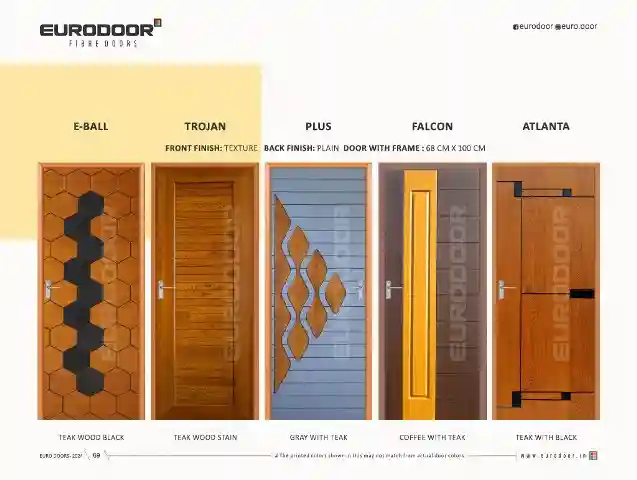 EURODOOR
FIBRE DOORS
eurodoor euro.door
E-BALL TROJAN PLUS FALCON ATLANTA
FRONT FINISH: TEXTURE BACK FINISH: PLAIN DOOR WITH FRAME : 68 CM X 100 CM
EURODOOR EURODOOR EURODOOR EURODOOR EURODOOR
TEAK WOOD BLACK TEAK WOOD STAIN GRAY WITH TEAK COFFEE WITH TEAK TEAK WITH BLACK
EURO DOORS-2024 69 The printed colors shown in this may not match from actual door colors. www.eurodoor.in